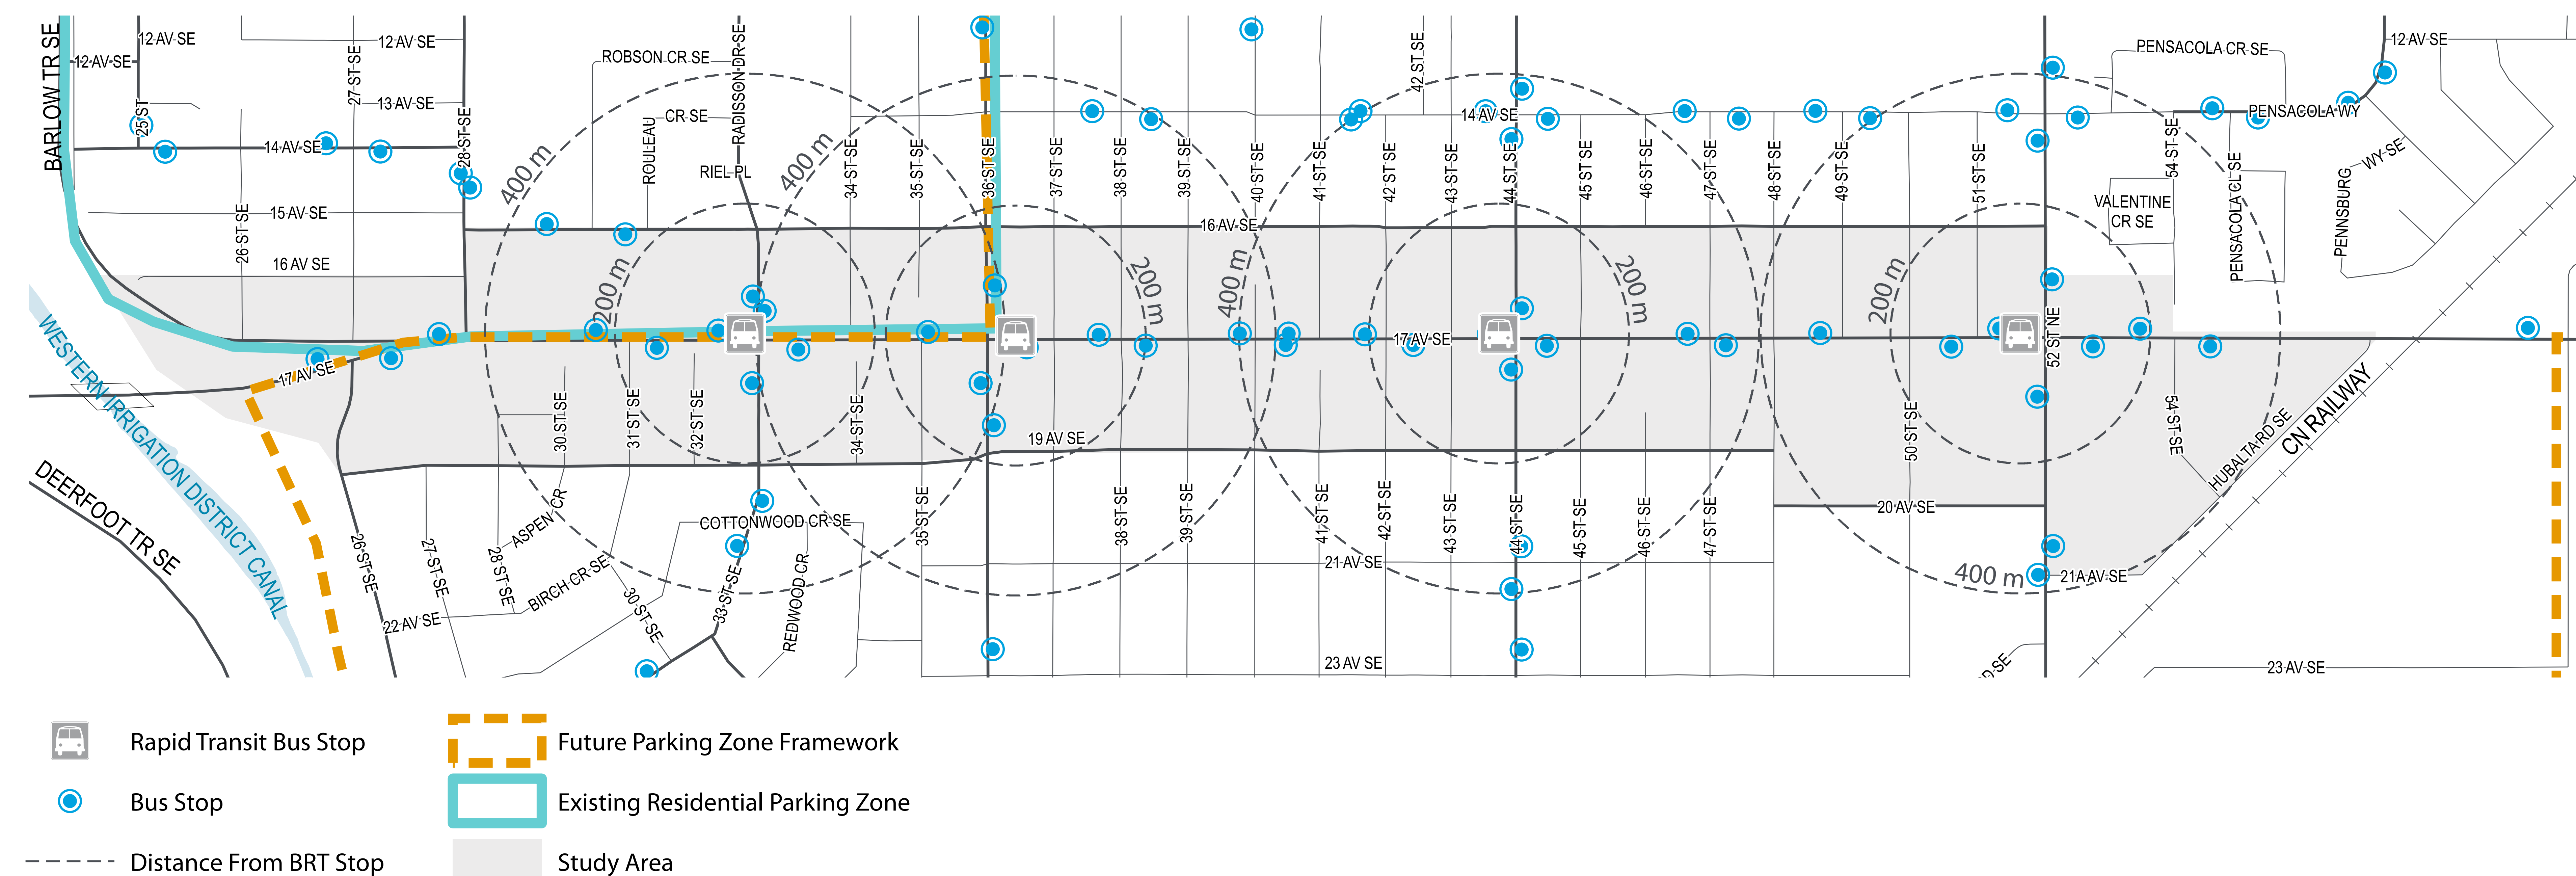 BARLOW TR SE
12 AV SE
12 AV SE
12 AV SE
27 ST SE
13 AV SE
25 ST
14 AV SE
28 ST SE
15 AV SE
26 ST SE
16 AV SE
ROBSON CR SE
RADISSON DR SE
CR SE
ROULEAU
RIEL PL
400 m
400 m
34 ST SE
35 ST SE
36 ST SE
37 ST SE
38 ST SE
39 ST SE
40 ST SE
41 ST SE
42 ST SE
42 ST SE
43 ST SE
44 ST SE
14 AV SE
45 ST SE
46 ST SE
47 ST SE
48 ST SE
49 ST SE
51 ST SE
PENSACOLA CR SE
12 AV SE
PENSACOLA WY
54 ST SE
VALENTINE
CR SE
PENSACOLA CL SE
PENNSBURG
WY SE
16 AV SE
200 m
200 m
400 m
200 m
200 m
17 AV SE
17 AV SE
52 ST NE
WESTERN IRRIGATION DISTRICT CANAL
DEERFOOT TR SE
30 ST SE
31 ST SE
32 ST SE
34 ST SE
19 AV SE
50 ST SE
54 ST SE
HUBALTA RD SE
CN RAILWAY
20 AV SE
26 ST SE
27 ST SE
28 ST SE
ASPEN CR
BIRCH CR SE
22 AV SE
30 ST SE
33 ST SE
COTTONWOOD CR SE
REDWOOD CR
35 ST SE
38 ST SE
39 ST SE
41 ST SE
42 ST SE
43 ST SE
44 ST SE
45 ST SE
46 ST SE
47 ST SE
21 AV SE
400 m
21A AV SE
23 AV SE
D SE
23 AV SE
Rapid Transit Bus Stop
Future Parking Zone Framework
Bus Stop
Existing Residential Parking Zone
Distance From BRT Stop
Study Area